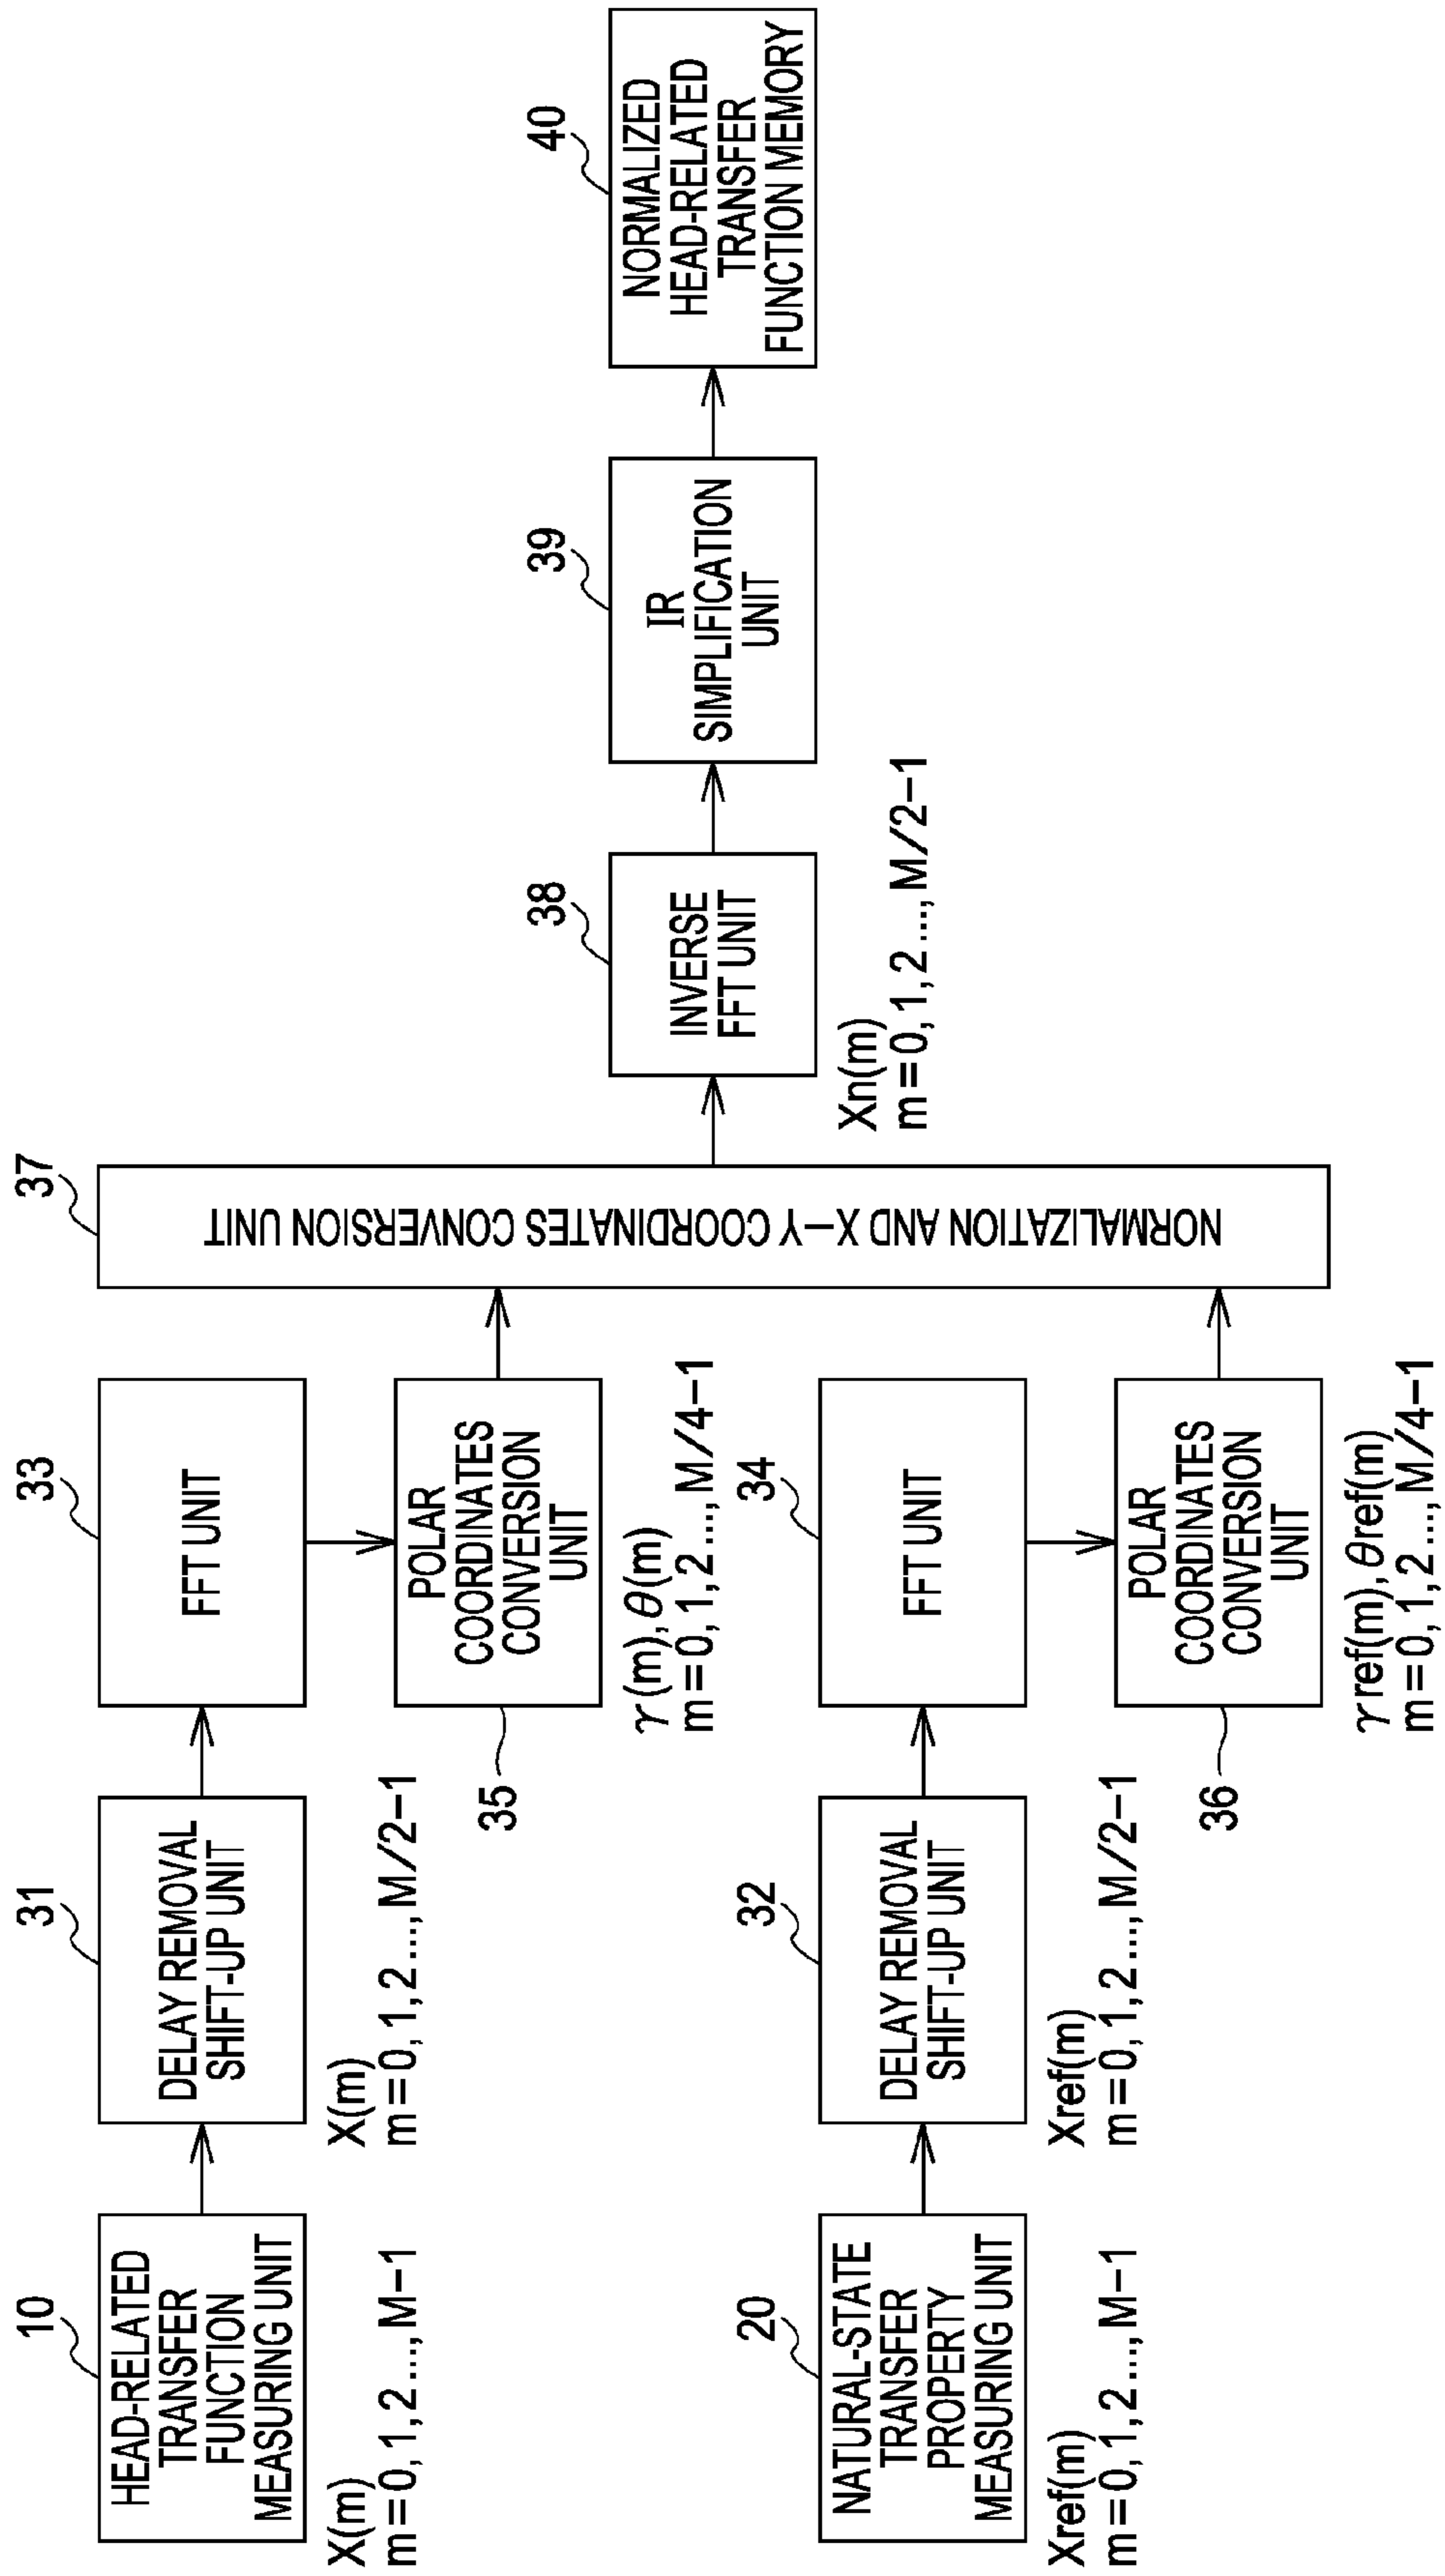 10
HEAD-RELATED
TRANSFER
FUNCTION
MEASURING UNIT
X(m)
m=0, 1, 2 ..., M-1
31
DELAY REMOVAL
SHIFT-UP UNIT
X(m)
m=0, 1, 2 ..., M/2-1
33
FFT UNIT
35
POLAR
COORDINATES
CONVERSION
UNIT
γ(m), θ(m)
m=0, 1, 2 ..., M/4-1
20
NATURAL-STATE
TRANSFER
PROPERTY
MEASURING UNIT
Xref(m)
m=0, 1, 2 ..., M-1
32
DELAY REMOVAL
SHIFT-UP UNIT
Xref(m)
m=0, 1, 2 ..., M/2-1
34
FFT UNIT
36
POLAR
COORDINATES
CONVERSION
UNIT
γref(m), θref(m)
m=0, 1, 2 ..., M/4-1
37
NORMALIZATION AND X-Y COORDINATES CONVERSION UNIT
38
INVERSE
FFT UNIT
Xn(m)
m=0, 1, 2 ..., M/2-1
39
IR
SIMPLIFICATION
UNIT
40
NORMALIZED
HEAD-RELATED
TRANSFER
FUNCTION MEMORY